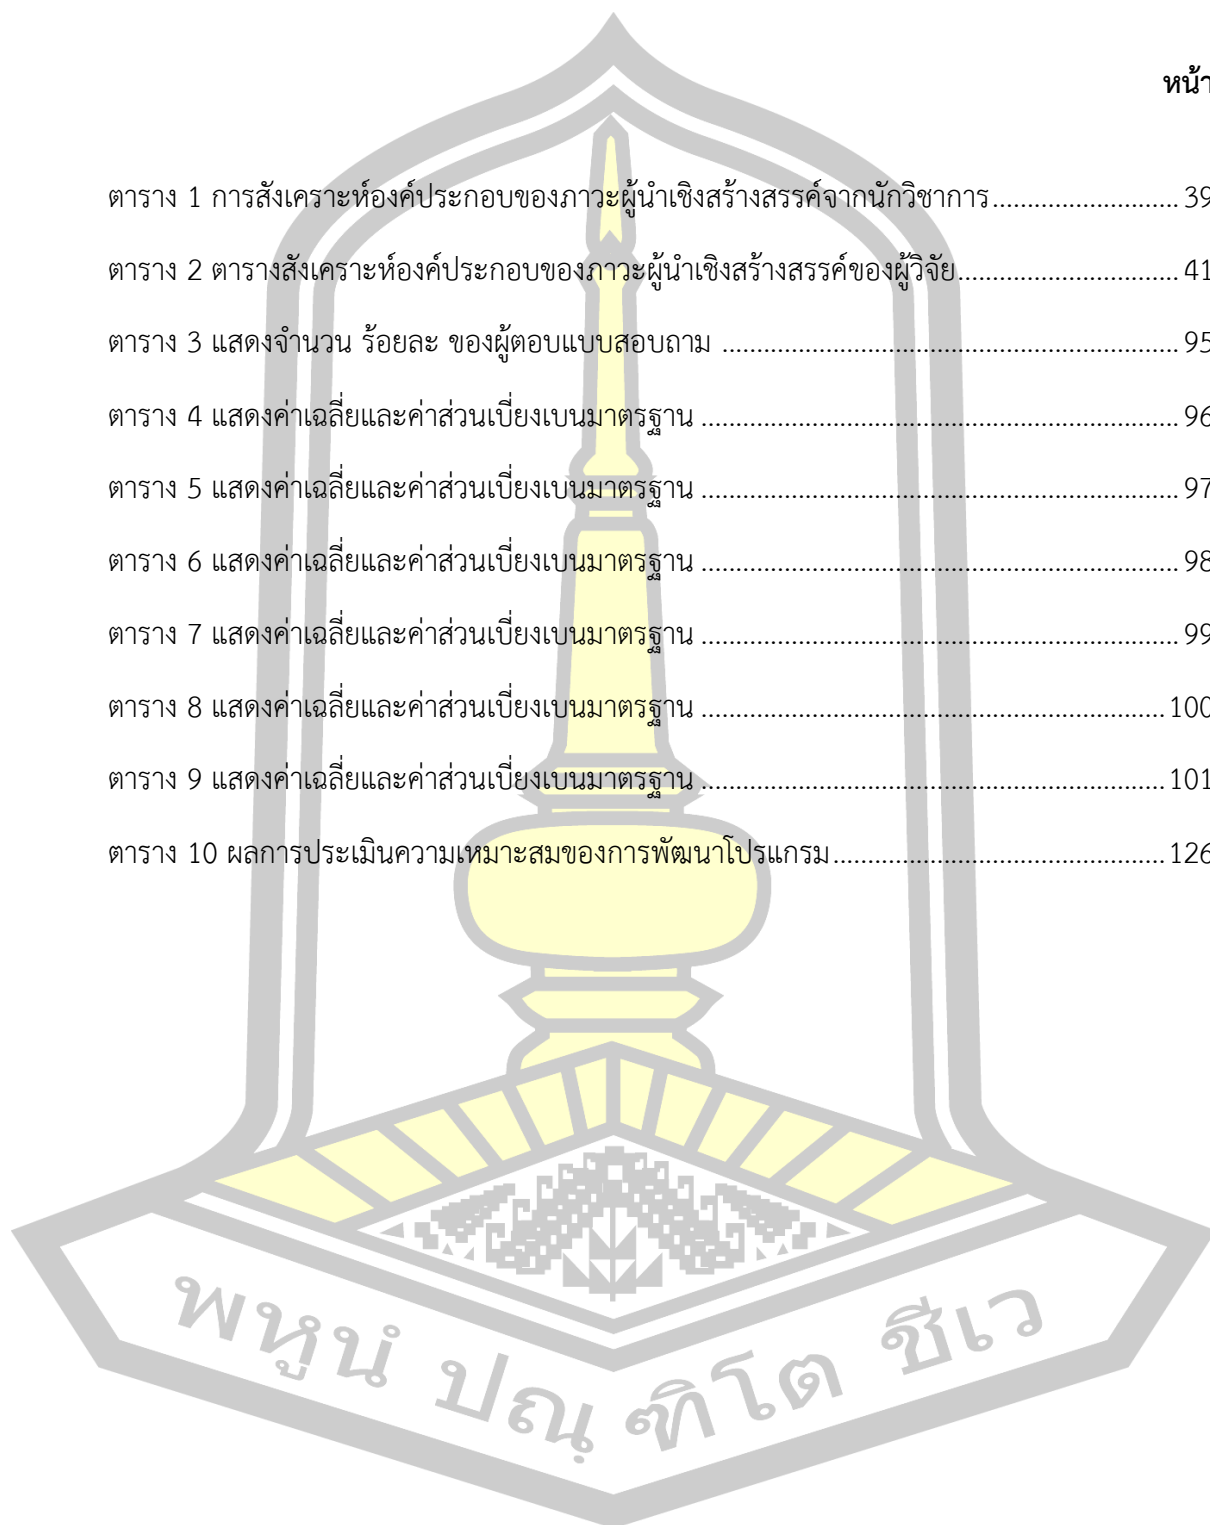 หน้า
ตาราง 1 การสังเคราะห์องค์ประกอบของภาวะผู้นำเชิงสร้างสรรค์จากนักวิชาการ............................ 39
ตาราง 2 ตารางสังเคราะห์องค์ประกอบของภาวะผู้นำเชิงสร้างสรรค์ของผู้วิจัย................................. 41
ตาราง 3 แสดงจำนวน ร้อยละ ของผู้ตอบแบบสอบถาม ..................................................................... 95
ตาราง 4 แสดงค่าเฉลี่ยและค่าส่วนเบี่ยงเบนมาตรฐาน ........................................................................ 96
ตาราง 5 แสดงค่าเฉลี่ยและค่าส่วนเบี่ยงเบนมาตรฐาน ........................................................................ 97
ตาราง 6 แสดงค่าเฉลี่ยและค่าส่วนเบี่ยงเบนมาตรฐาน ........................................................................ 98
ตาราง 7 แสดงค่าเฉลี่ยและค่าส่วนเบี่ยงเบนมาตรฐาน ........................................................................ 99
ตาราง 8 แสดงค่าเฉลี่ยและค่าส่วนเบี่ยงเบนมาตรฐาน ...................................................................... 100
ตาราง 9 แสดงค่าเฉลี่ยและค่าส่วนเบี่ยงเบนมาตรฐาน ...................................................................... 101
ตาราง 10 ผลการประเมินความเหมาะสมของการพัฒนาโปรแกรม.................................................. 126
พหูนํ ปณฺฑิโต ชีเว